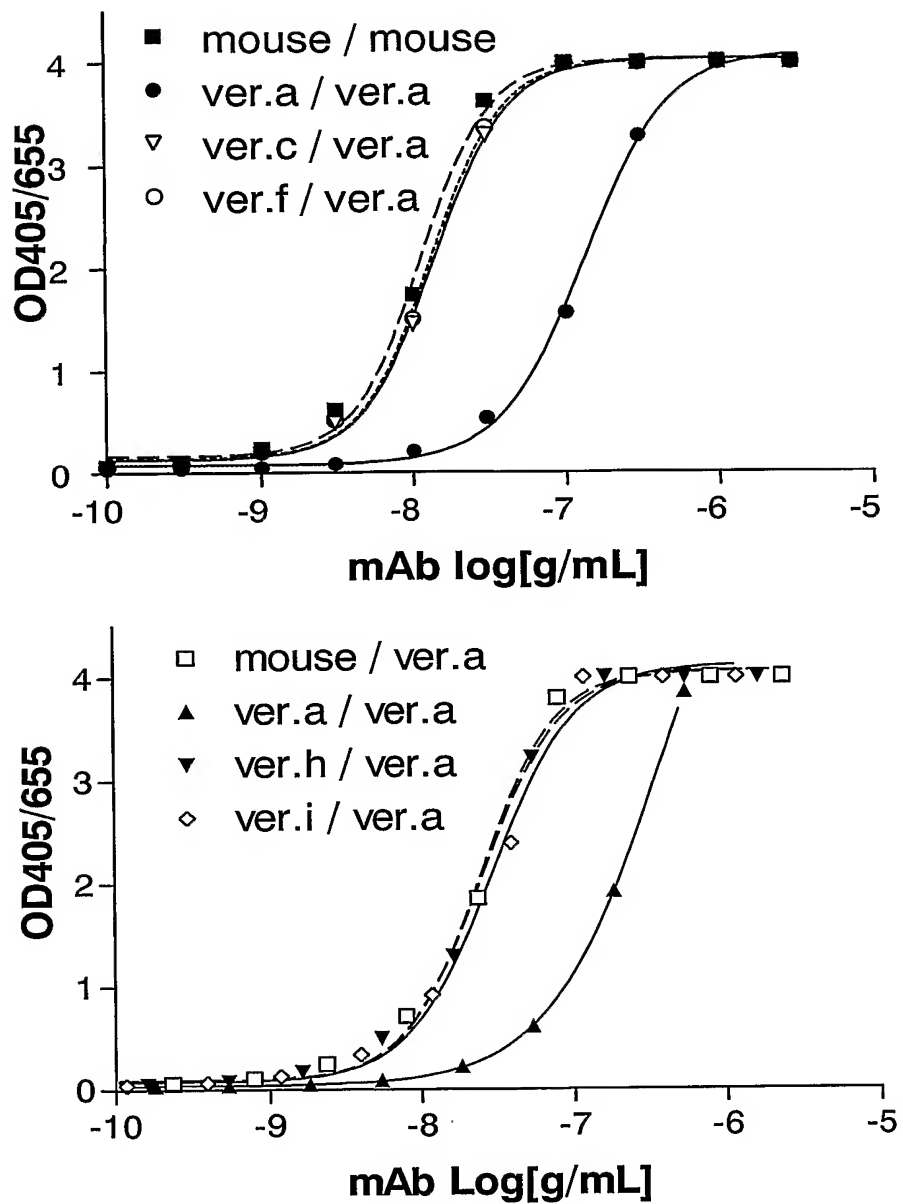 mouse / mouse
ver.a / ver.a
ver.c / ver.a
ver.f / ver.a
OD405/655
4
3
2
1
0
-10
-9
-8
-7
-6
-5
mAb log[g/mL]
mouse / ver.a
ver.a / ver.a
ver.h / ver.a
ver.i / ver.a
OD405/655
4
3
2
1
0
-10
-9
-8
-7
-6
-5
mAb Log[g/mL]